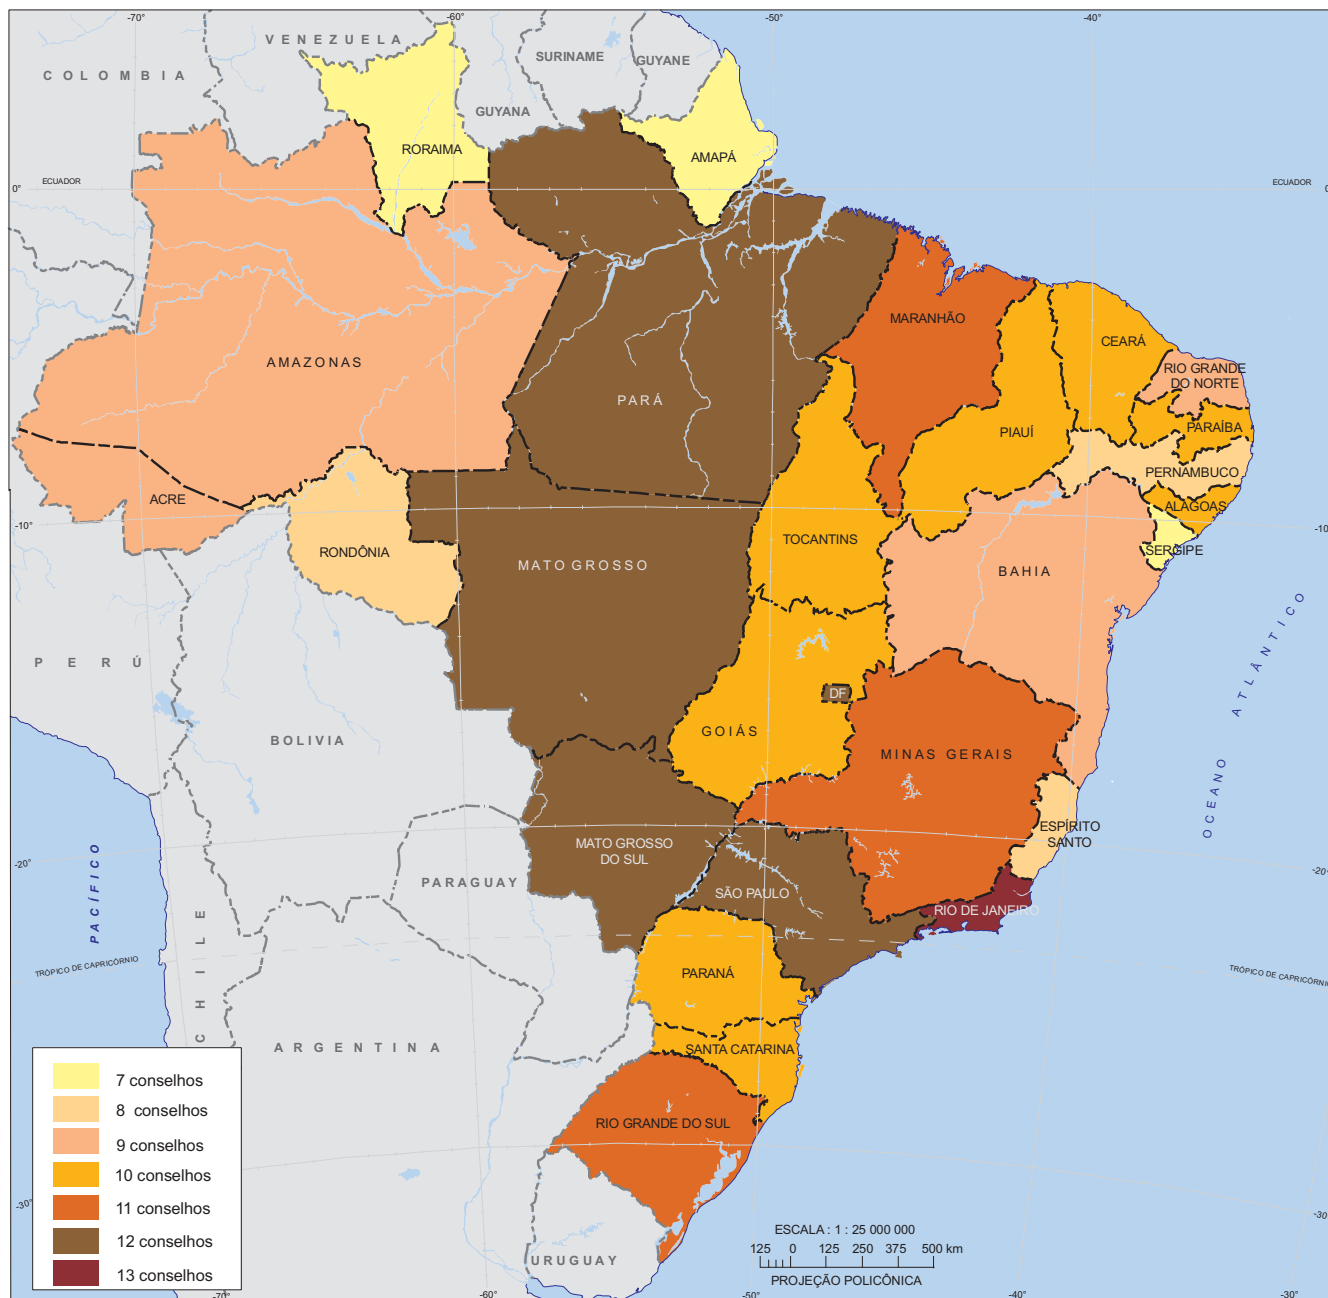 -70°
-60°
-50°
-40°
VENEZUELA
COLOMBIA
SURINAME
GUYANE
GUYANA
RORAIMA
AMAPÁ
0°
ECUADOR
ECUADOR
0
MARANHÃO
CEARÁ
AMAZONAS
RIO GRANDE
DO NORTE
PARÁ
PIAUÍ
PARAÍBA
PERNAMBUCO
ACRE
ALAGOAS
-10°
-10
RONDÔNIA
TOCANTINS
SERGIPE
MATO GROSSO
BAHIA
PERÚ
OCEANO ATLÂNTICO
DF
GOIÁS
BOLIVIA
MINAS GERAIS
ESPÍRITO
SANTO
MATO GROSSO
DO SUL
-20°
-20°
PARAGUAY
SÃO PAULO
RIO DE JANEIRO
PACÍFICO
CHILE
TRÓPICO DE CAPRICÓRNIO
TRÓPICO DE CAPRICÓRNIO
PARANÁ
ARGENTINA
SANTA CATARINA
7 conselhos
8 conselhos
9 conselhos
10 conselhos
11 conselhos
12 conselhos
13 conselhos
RIO GRANDE DO SUL
-30°
-30°
URUGUAY
ESCALA : 1 : 25 000 000
125 0 125 250 375 500 km
PROJEÇÃO POLICÔNICA
-70°
-60°
-50°
-40°
-30°